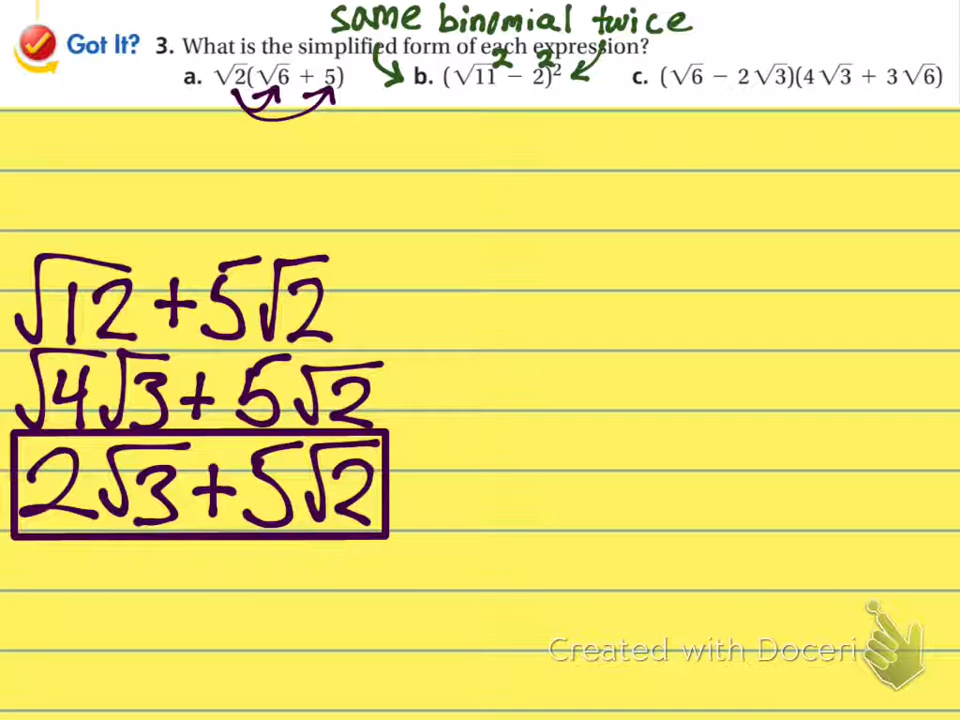 same binomial twice
Got It? 3. What is the simplified form of each expression?
a. √2(√6 + 5) b. (√11 ² − 2 ²)² c. (√6 − 2√3)(4√3 + 3√6)
√12 + 5√2
√4√3 + 5√2
2√3 + 5√2
Created with Doceri